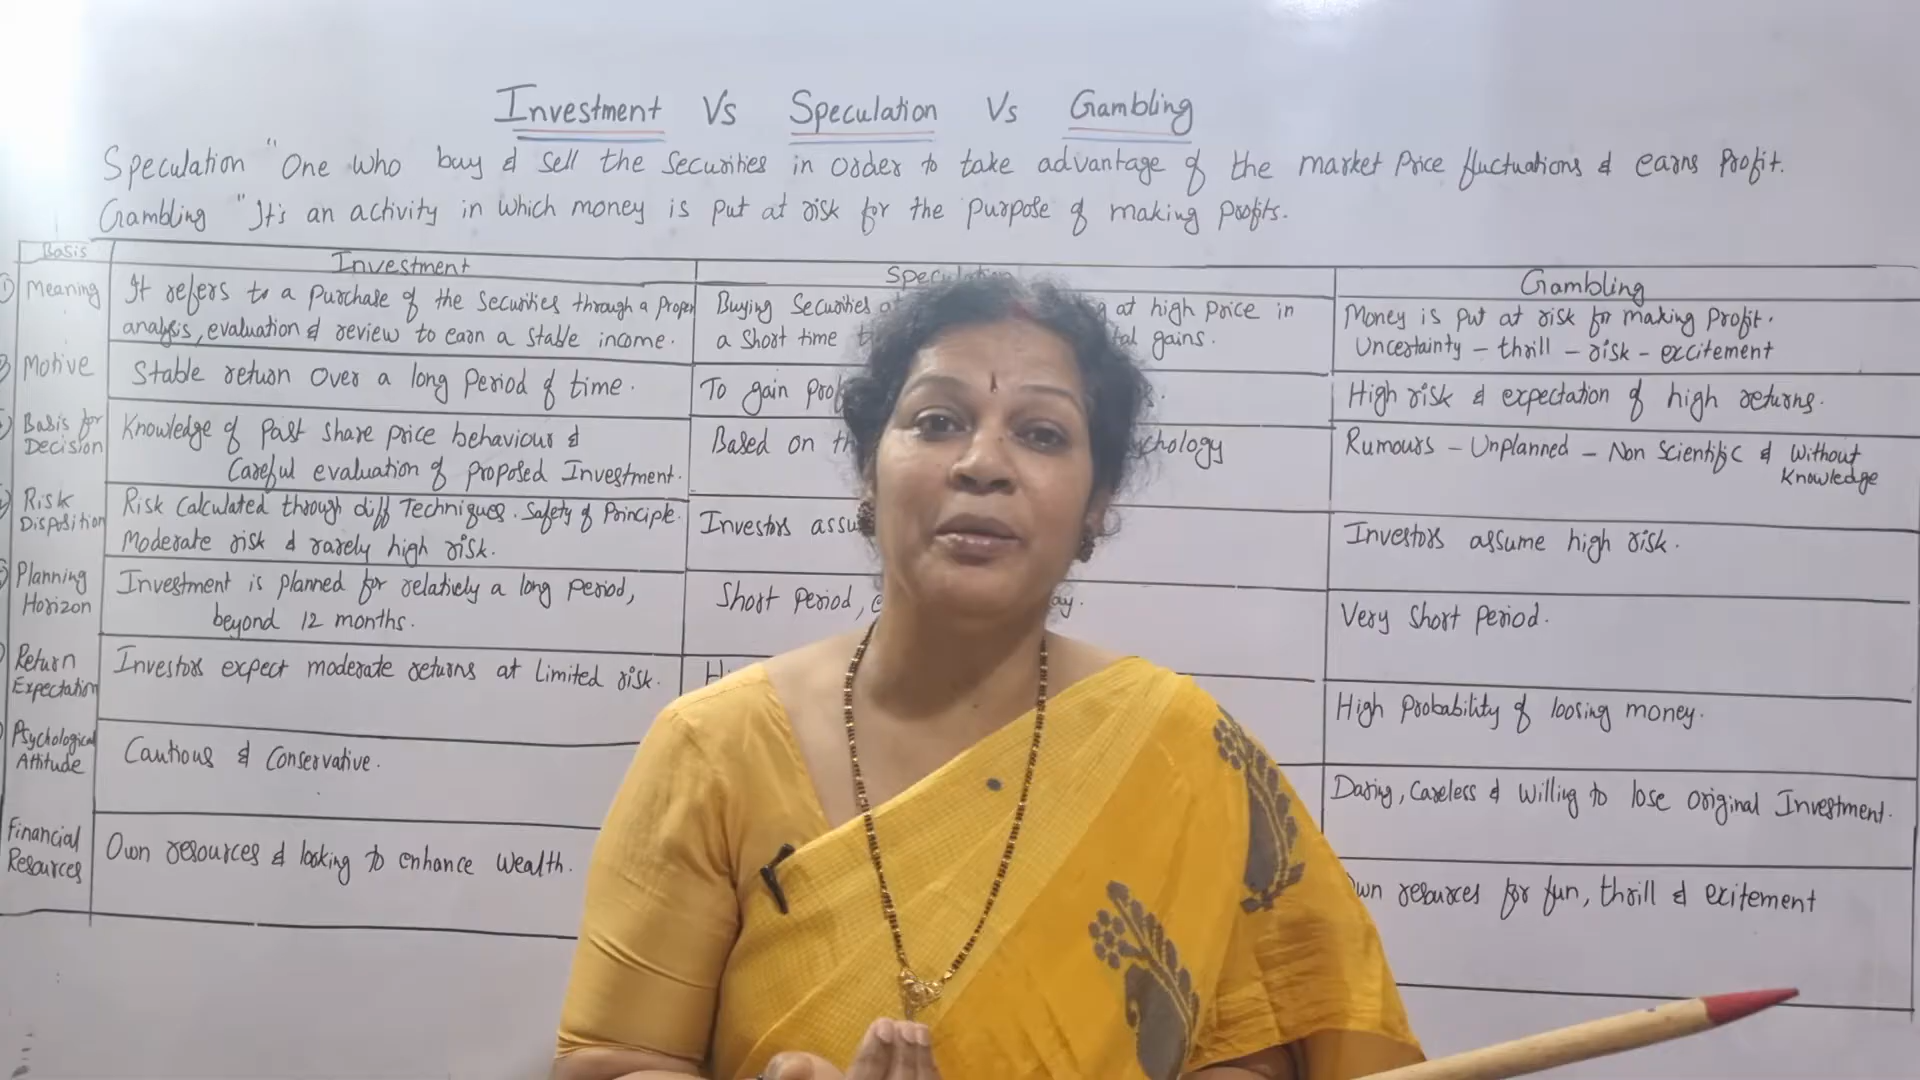 Investment Vs Speculation Vs Gambling
Speculation "One who buy & sell the securities in order to take advantage of the market price fluctuations & earns profit.
Gambling "It's an activity in which money is put at risk for the purpose of making profits.
Basis
Investment
Gambling
Meaning
It refers to a purchase of the securities through a proper
analysis, evaluation & review to earn a stable income.
Buying Securities
at high price in
a short time
gains.
Money is put at risk for making profit.
Uncertainty - thrill - risk - excitement
Motive
Stable return over a long period of time.
To gain
High risk & expectation of high returns.
Basis for
Decision
Knowledge of past share price behaviour &
Careful evaluation of proposed Investment.
Based on
Rumours - Unplanned - Non Scientific & Without
Knowledge
Risk
Disposition
Risk Calculated through diff Techniques. Safety of Principle.
Moderate risk & rarely high risk.
Investors
Investors assume high risk.
Planning
Horizon
Investment is planned for relatiely a long period,
beyond 12 months.
Short period,
Very short period.
Return
Expectation
Investors expect moderate returns at limited risk.
High probability of loosing money.
Psychological
Attitude
Cautious & Conservative.
Daring, Careless & Willing to lose original Investment.
Financial
Resources
Own resources & looking to enhance wealth.
resources for fun, thrill & excitement